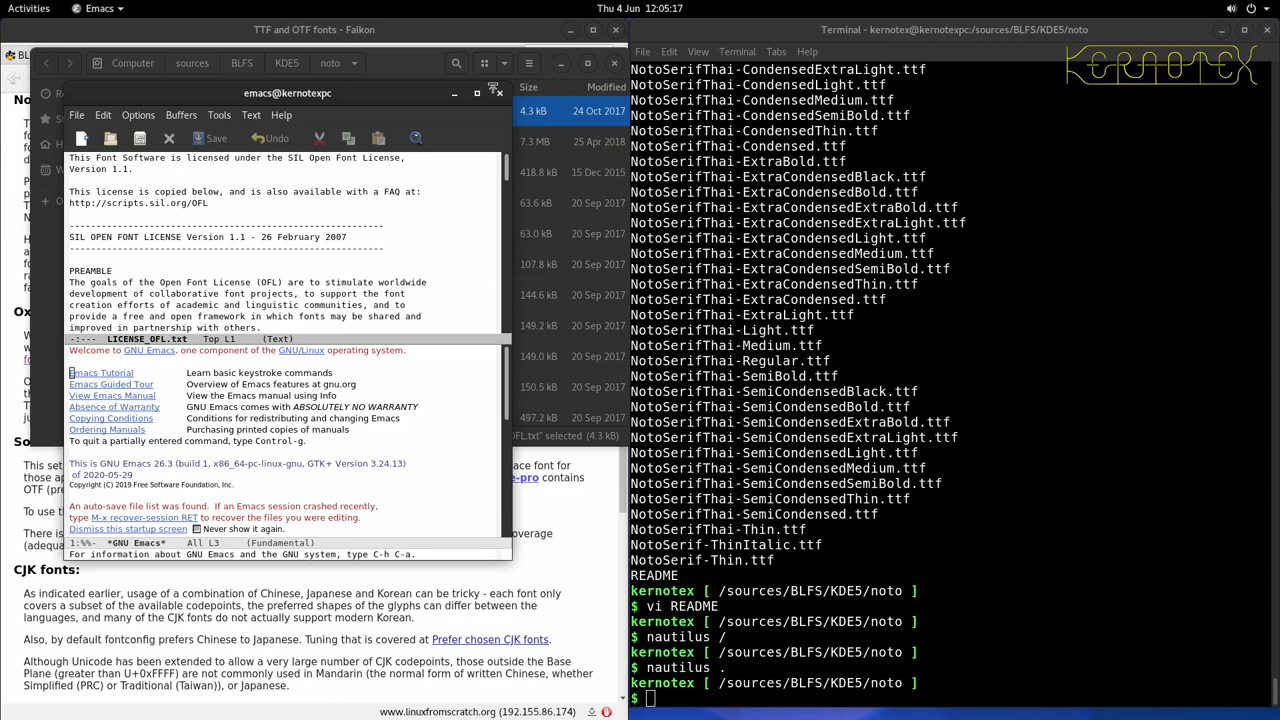 Activities
Emacs
Thu 4 Jun 12:05:17
TTF and OTF fonts - Falkon
Computer
sources
BLFS
KDE5
noto
Size
Modified
4.3 kB 24 Oct 2017
7.3 MB 25 Apr 2018
418.8 kB 15 Dec 2015
63.6 kB 20 Sep 2017
63.0 kB 20 Sep 2017
107.8 kB 20 Sep 2017
144.6 kB 20 Sep 2017
149.2 kB 20 Sep 2017
149.0 kB 20 Sep 2017
150.5 kB 20 Sep 2017
497.2 kB 20 Sep 2017
OFL.txt" selected (4.3 kB)
emacs@kernotexpc
File Edit Options Buffers Tools Text Help
Save
Undo
This Font Software is licensed under the SIL Open Font License,
Version 1.1.
This license is copied below, and is also available with a FAQ at:
http://scripts.sil.org/OFL
-----------------------------------------------------------
SIL OPEN FONT LICENSE Version 1.1 - 26 February 2007
-----------------------------------------------------------
PREAMBLE
The goals of the Open Font License (OFL) are to stimulate worldwide
development of collaborative font projects, to support the font
creation efforts of academic and linguistic communities, and to
provide a free and open framework in which fonts may be shared and
improved in partnership with others.
-:--- LICENSE_OFL.txt Top L1 (Text)
Welcome to GNU Emacs, one component of the GNU/Linux operating system.
Emacs Tutorial Learn basic keystroke commands
Emacs Guided Tour Overview of Emacs features at gnu.org
View Emacs Manual View the Emacs manual using Info
Absence of Warranty GNU Emacs comes with ABSOLUTELY NO WARRANTY
Copying Conditions Conditions for redistributing and changing Emacs
Ordering Manuals Purchasing printed copies of manuals
To quit a partially entered command, type Control-g.
This is GNU Emacs 26.3 (build 1, x86_64-pc-linux-gnu, GTK+ Version 3.24.13)
of 2020-05-29
Copyright (C) 2019 Free Software Foundation, Inc.
An auto-save file list was found. If an Emacs session crashed recently,
type M-x recover-session RET to recover the files you were editing.
Dismiss this startup screen Never show it again.
1:%%- *GNU Emacs* All L3 (Fundamental)
For information about GNU Emacs and the GNU system, type C-h C-a.
This set
ace font for
those ap
e-pro contains
OTF (pre
To use t
There is
overage
(adequa
CJK fonts:
As indicated earlier, usage of a combination of Chinese, Japanese and Korean can be tricky - each font only
covers a subset of the available codepoints, the preferred shapes of the glyphs can differ between the
languages, and many of the CJK fonts do not actually support modern Korean.
Also, by default fontconfig prefers Chinese to Japanese. Tuning that is covered at Prefer chosen CJK fonts.
Although Unicode has been extended to allow a very large number of CJK codepoints, those outside the Base
Plane (greater than U+0xFFFF) are not commonly used in Mandarin (the normal form of written Chinese, whether
Simplified (PRC) or Traditional (Taiwan)), or Japanese.
www.linuxfromscratch.org (192.155.86.174)
Terminal - kernotex@kernotexpc:/sources/BLFS/KDE5/noto
File Edit View Terminal Tabs Help
KERNOTEX
NotoSerifThai-CondensedExtraLight.ttf
NotoSerifThai-CondensedLight.ttf
NotoSerifThai-CondensedMedium.ttf
NotoSerifThai-CondensedSemiBold.ttf
NotoSerifThai-CondensedThin.ttf
NotoSerifThai-Condensed.ttf
NotoSerifThai-ExtraBold.ttf
NotoSerifThai-ExtraCondensedBlack.ttf
NotoSerifThai-ExtraCondensedBold.ttf
NotoSerifThai-ExtraCondensedExtraBold.ttf
NotoSerifThai-ExtraCondensedExtraLight.ttf
NotoSerifThai-ExtraCondensedLight.ttf
NotoSerifThai-ExtraCondensedMedium.ttf
NotoSerifThai-ExtraCondensedSemiBold.ttf
NotoSerifThai-ExtraCondensedThin.ttf
NotoSerifThai-ExtraCondensed.ttf
NotoSerifThai-ExtraLight.ttf
NotoSerifThai-Light.ttf
NotoSerifThai-Medium.ttf
NotoSerifThai-Regular.ttf
NotoSerifThai-SemiBold.ttf
NotoSerifThai-SemiCondensedBlack.ttf
NotoSerifThai-SemiCondensedBold.ttf
NotoSerifThai-SemiCondensedExtraBold.ttf
NotoSerifThai-SemiCondensedExtraLight.ttf
NotoSerifThai-SemiCondensedLight.ttf
NotoSerifThai-SemiCondensedMedium.ttf
NotoSerifThai-SemiCondensedSemiBold.ttf
NotoSerifThai-SemiCondensedThin.ttf
NotoSerifThai-SemiCondensed.ttf
NotoSerifThai-Thin.ttf
NotoSerif-ThinItalic.ttf
NotoSerif-Thin.ttf
README
kernotex [ /sources/BLFS/KDE5/noto ]
$ vi README
kernotex [ /sources/BLFS/KDE5/noto ]
$ nautilus /
kernotex [ /sources/BLFS/KDE5/noto ]
$ nautilus .
kernotex [ /sources/BLFS/KDE5/noto ]
$